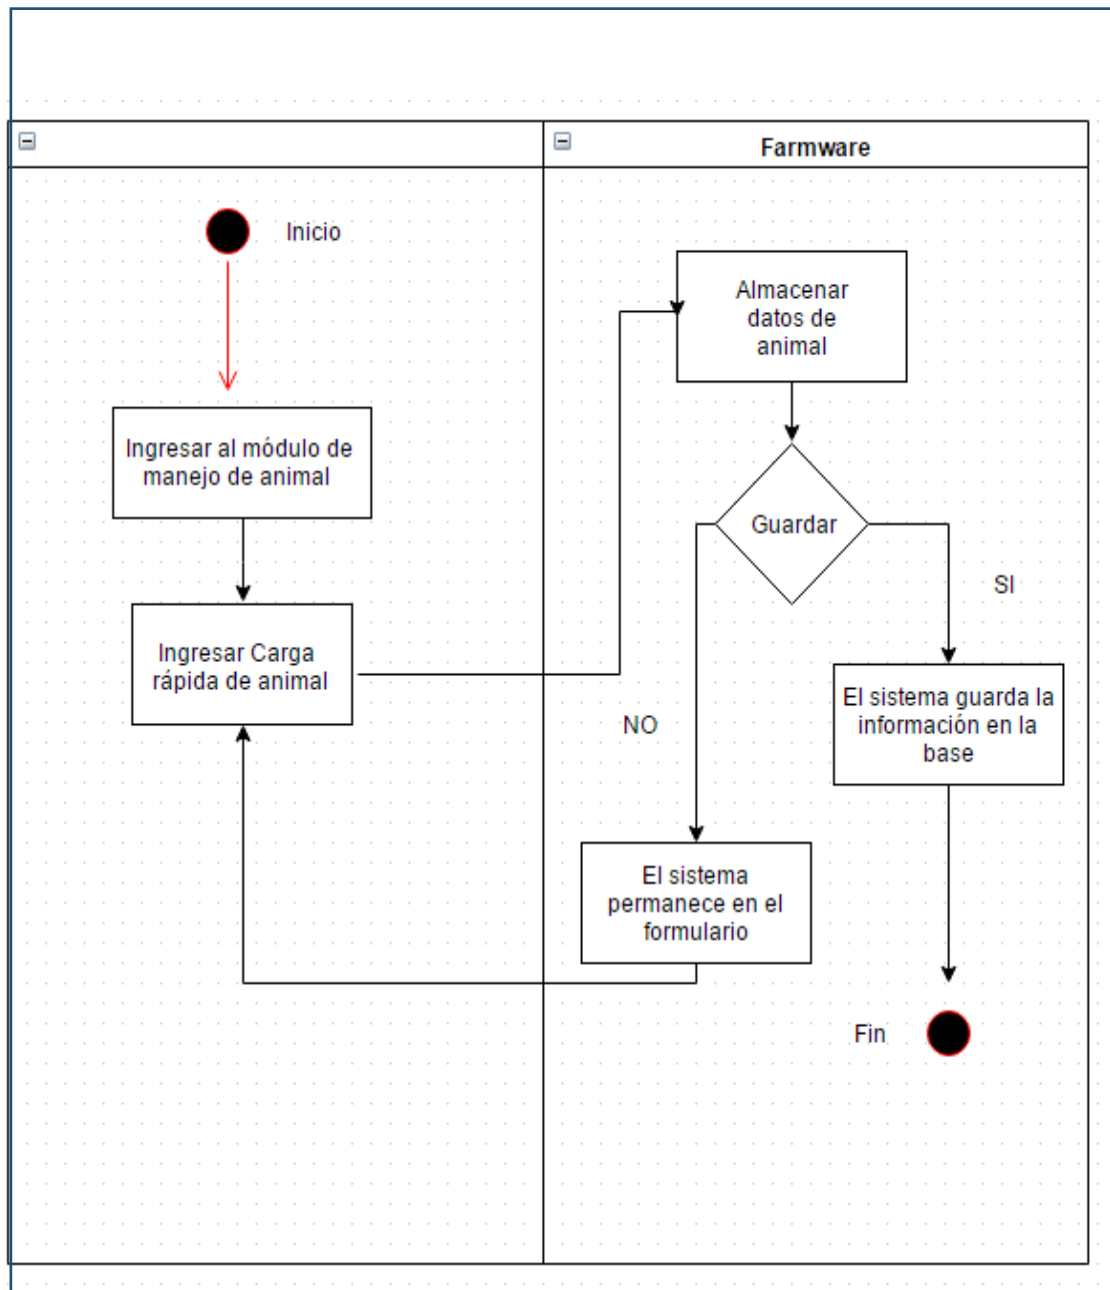 Farmware
Inicio
Ingresar al módulo de
manejo de animal
Ingresar Carga
rápida de animal
Almacenar
datos de
animal
Guardar
SI
NO
El sistema guarda la
información en la
base
El sistema
permanece en el
formulario
Fin